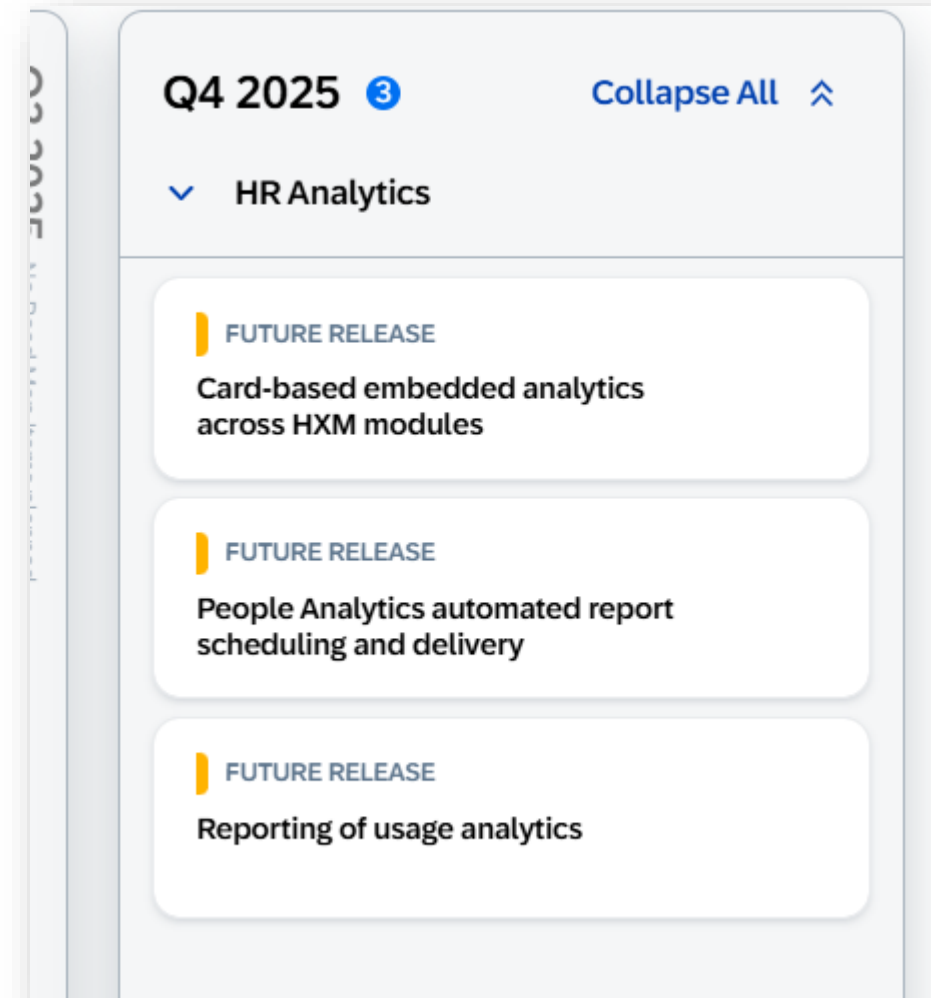 Q4 2025 3 Collapse All
HR Analytics
FUTURE RELEASE
Card-based embedded analytics
across HXM modules
FUTURE RELEASE
People Analytics automated report
scheduling and delivery
FUTURE RELEASE
Reporting of usage analytics